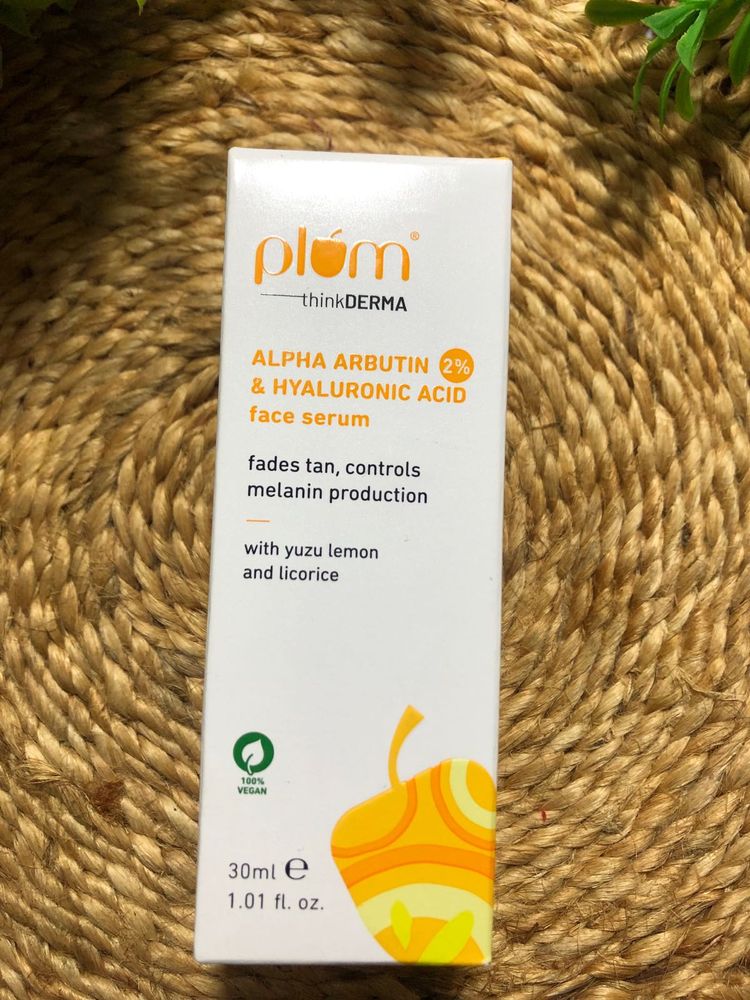 plum®
thinkDERMA
ALPHA ARBUTIN 2%
& HYALURONIC ACID
face serum
fades tan, controls
melanin production
with yuzu lemon
and licorice
100%
VEGAN
30ml e
1.01 fl. oz.